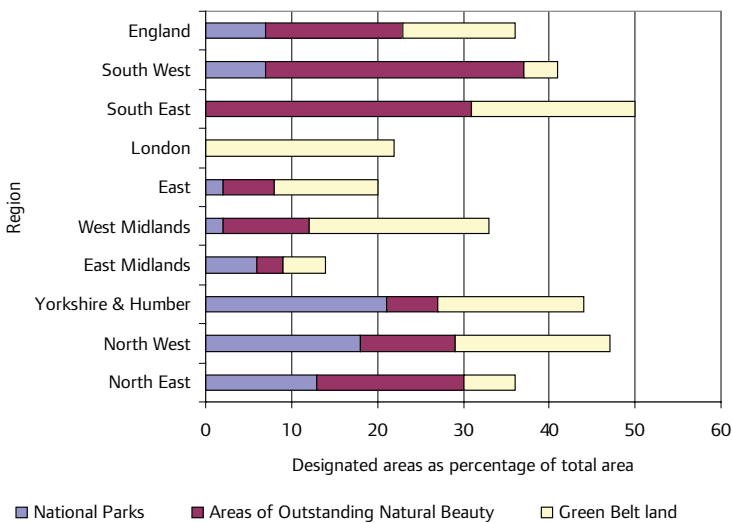 England
South West
South East
London
East
West Midlands
East Midlands
Yorkshire & Humber
North West
North East
Region
0 10 20 30 40 50 60
Designated areas as percentage of total area
National Parks Areas of Outstanding Natural Beauty Green Belt land